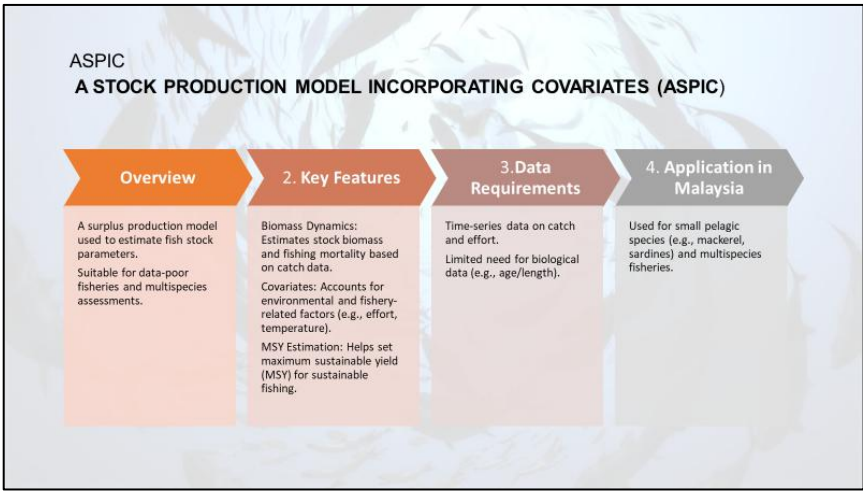 ASPIC
A STOCK PRODUCTION MODEL INCORPORATING COVARIATES (ASPIC)
Overview
A surplus production model
used to estimate fish stock
parameters.
Suitable for data-poor
fisheries and multispecies
assessments.
2. Key Features
Biomass Dynamics:
Estimates stock biomass
and fishing mortality based
on catch data.
Covariates: Accounts for
environmental and fishery-
related factors (e.g., effort,
temperature).
MSY Estimation: Helps set
maximum sustainable yield
(MSY) for sustainable
fishing.
3.Data
Requirements
Time-series data on catch
and effort.
Limited need for biological
data (e.g., age/length).
4. Application in
Malaysia
Used for small pelagic
species (e.g., mackerel,
sardines) and multispecies
fisheries.